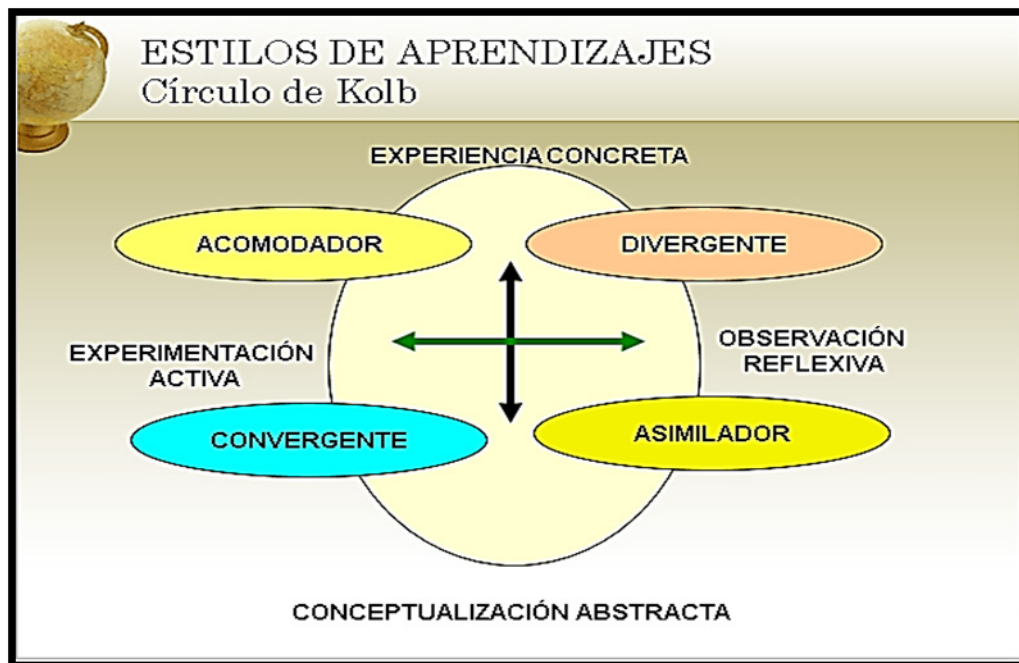 ESTILOS DE APRENDIZAJES
Círculo de Kolb
EXPERIENCIA CONCRETA
ACOMODADOR
DIVERGENTE
EXPERIMENTACIÓN
ACTIVA
OBSERVACIÓN
REFLEXIVA
CONVERGENTE
ASIMILADOR
CONCEPTUALIZACIÓN ABSTRACTA